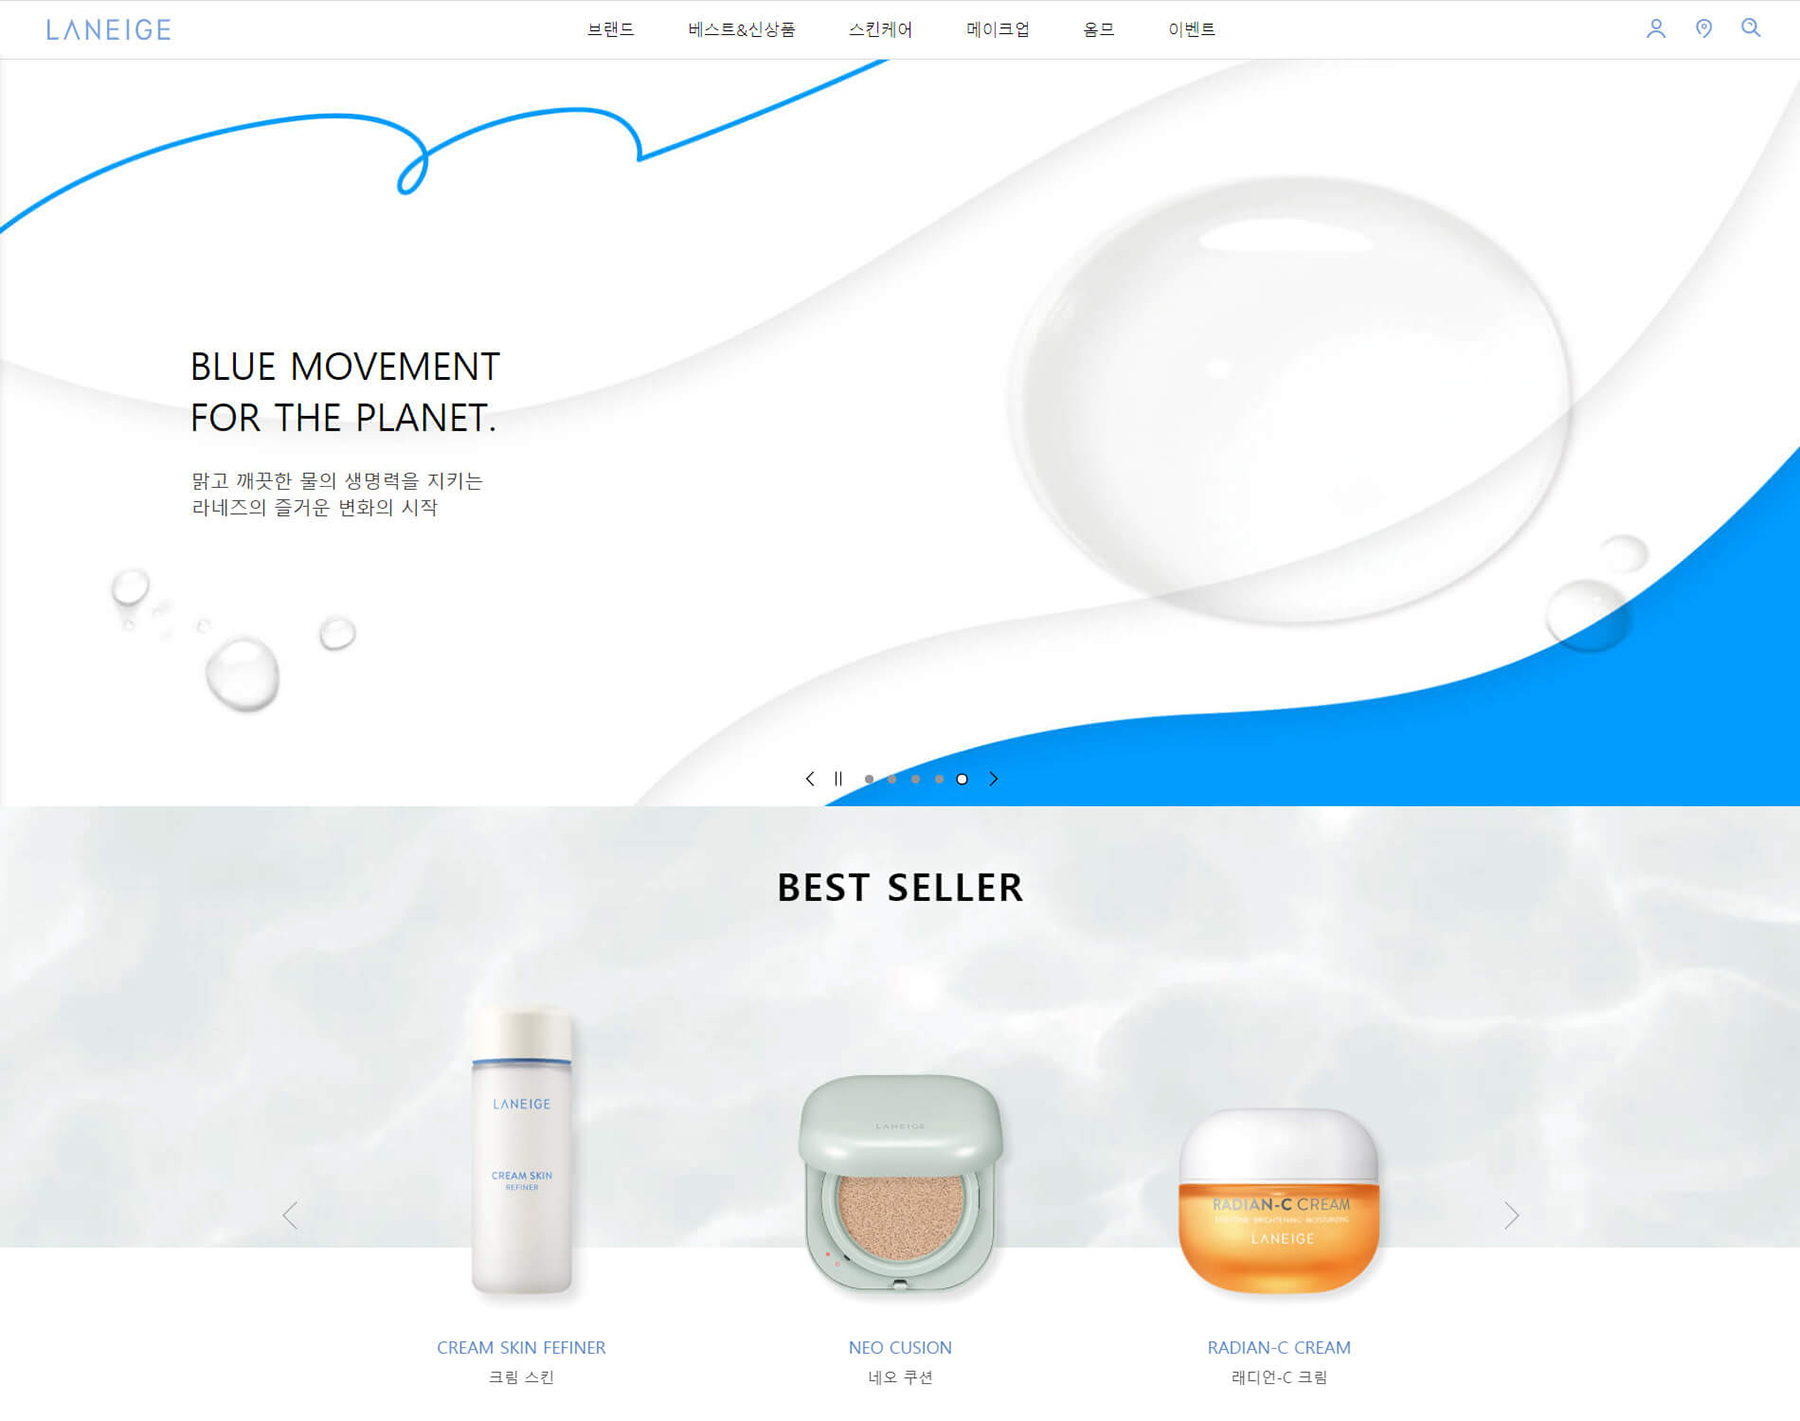 LANEIGE
브랜드
베스트&신상품
스킨케어
메이크업
옴므
이벤트
BLUE MOVEMENT
FOR THE PLANET.
맑고 깨끗한 물의 생명력을 지키는
라네즈의 즐거운 변화의 시작
BEST SELLER
LANEIGE
CREAM SKIN
REFINER
LANEIGE
RADIAN-C CREAM
BRIGHTENING MOISTURIZING
LANEIGE
CREAM SKIN FEFINER
크림 스킨
NEO CUSION
네오 쿠션
RADIAN-C CREAM
래디언-C 크림